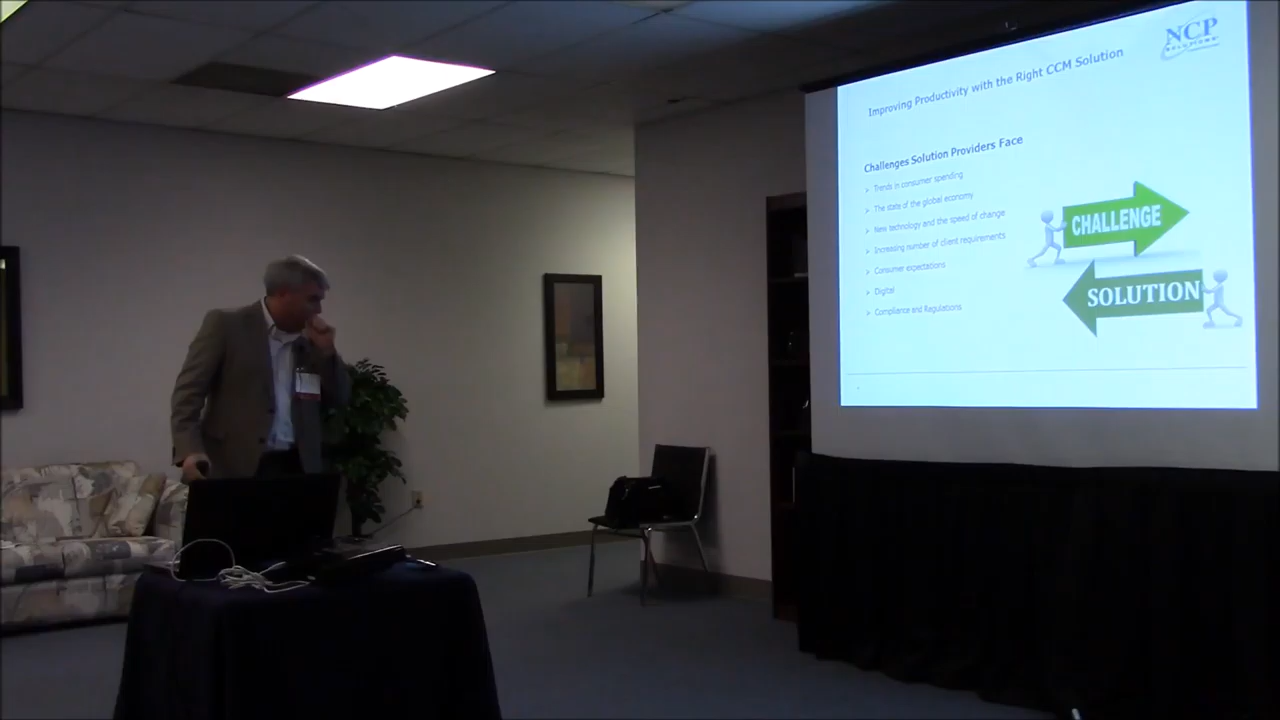 NCP
SOLUTIONS
Improving Productivity with the Right CCM Solution
Challenges Solution Providers Face
Trends in consumer spending
The state of the global economy
New technology and the speed of change
Increasing number of client requirements
Consumer expectations
Digital
Compliance and Regulations
CHALLENGE
SOLUTION